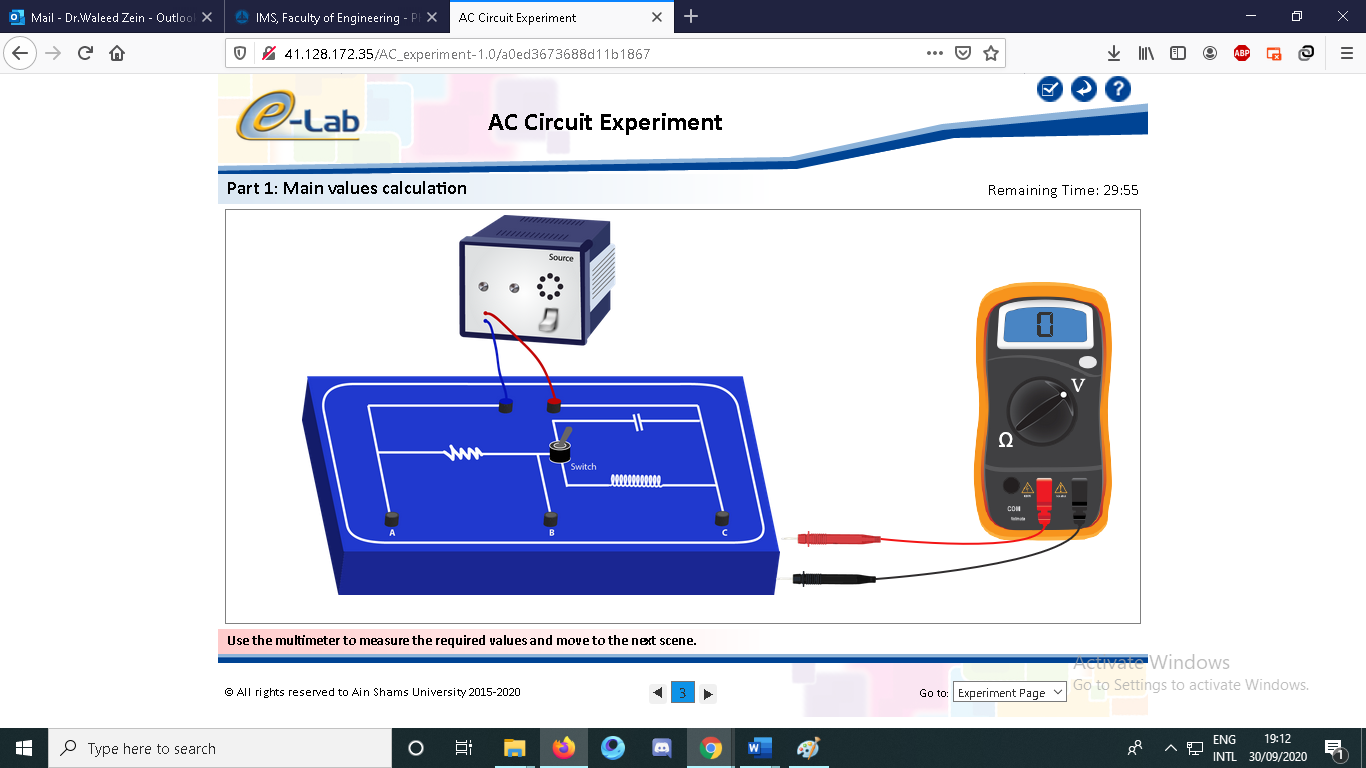 Mail - Dr.Waleed Zein - Outlool
IMS, Faculty of Engineering - Pl
AC Circuit Experiment
41.128.172.35/AC_experiment-1.0/a0ed3673688d11b1867
ABP
e-Lab
AC Circuit Experiment
Part 1: Main values calculation
Remaining Time: 29:55
Source
0
V
Ω
COM
Switch
A
B
C
Use the multimeter to measure the required values and move to the next scene.
© All rights reserved to Ain Shams University 2015-2020
3
Go to: Experiment Page
Activate Windows
Go to Settings to activate Windows.
Type here to search
ENG
INTL
19:12
30/09/2020
1